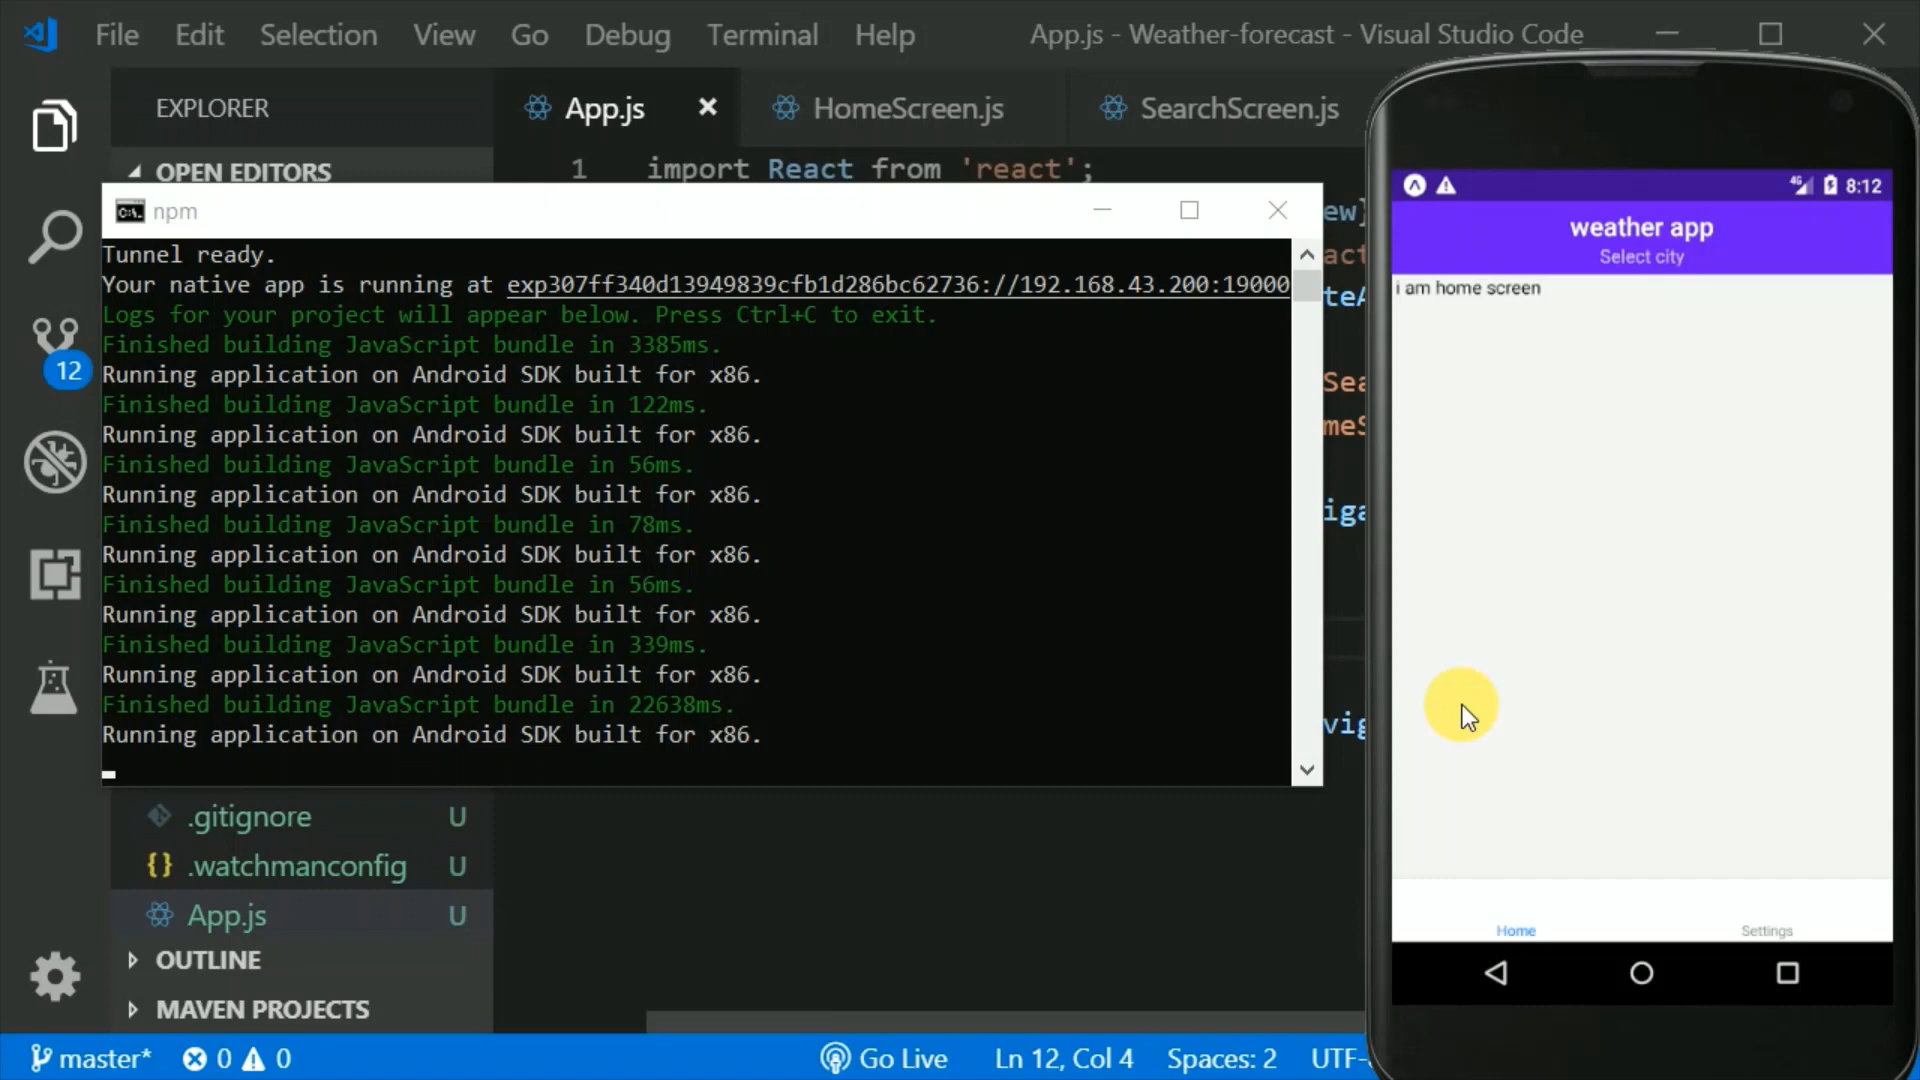 File Edit Selection View Go Debug Terminal Help App.js - Weather-forecast - Visual Studio Code
EXPLORER
App.js
HomeScreen.js
SearchScreen.js
OPEN EDITORS
1 import React from 'react';
npm
Tunnel ready.
Your native app is running at exp307ff340d13949839cfb1d286bc62736://192.168.43.200:19000
Logs for your project will appear below. Press Ctrl+C to exit.
Finished building JavaScript bundle in 3385ms.
Running application on Android SDK built for x86.
Finished building JavaScript bundle in 122ms.
Running application on Android SDK built for x86.
Finished building JavaScript bundle in 56ms.
Running application on Android SDK built for x86.
Finished building JavaScript bundle in 78ms.
Running application on Android SDK built for x86.
Finished building JavaScript bundle in 56ms.
Running application on Android SDK built for x86.
Finished building JavaScript bundle in 339ms.
Running application on Android SDK built for x86.
Finished building JavaScript bundle in 22638ms.
Running application on Android SDK built for x86.
12
.gitignore U
.watchmanconfig U
App.js U
OUTLINE
MAVEN PROJECTS
master* 0 0 Go Live Ln 12, Col 4 Spaces: 2 UTF-
4G 8:12
weather app
Select city
i am home screen
Home Settings